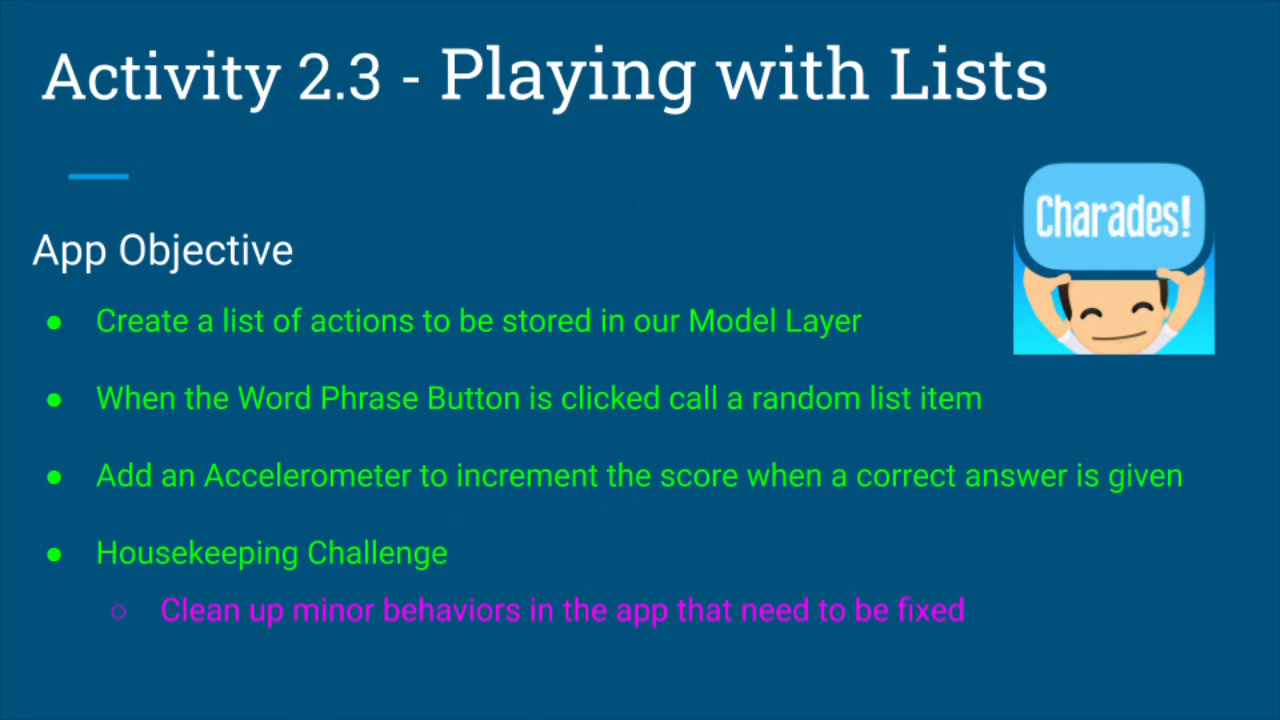 Activity 2.3 - Playing with Lists
Charades!
App Objective
● Create a list of actions to be stored in our Model Layer
● When the Word Phrase Button is clicked call a random list item
● Add an Accelerometer to increment the score when a correct answer is given
● Housekeeping Challenge
○ Clean up minor behaviors in the app that need to be fixed